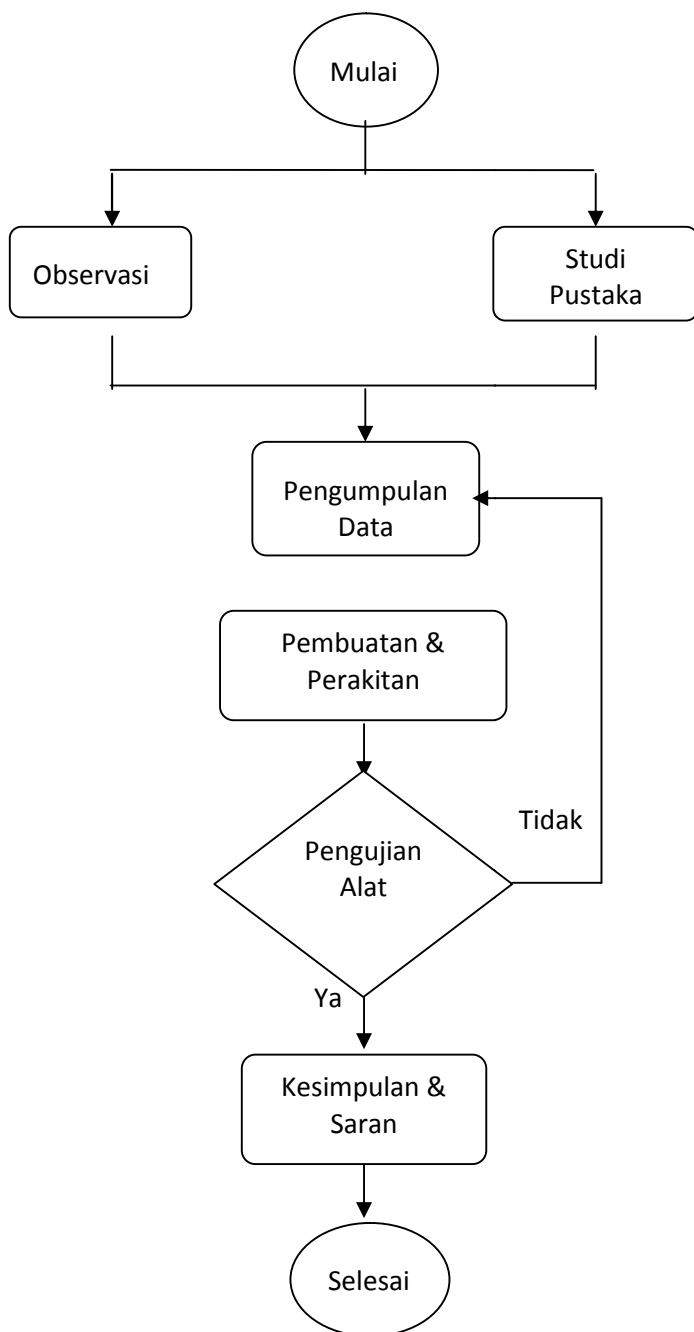 Mulai
Observasi
Studi
Pustaka
Pengumpulan
Data
Pembuatan &
Perakitan
Tidak
Pengujian
Alat
Ya
Kesimpulan &
Saran
Selesai